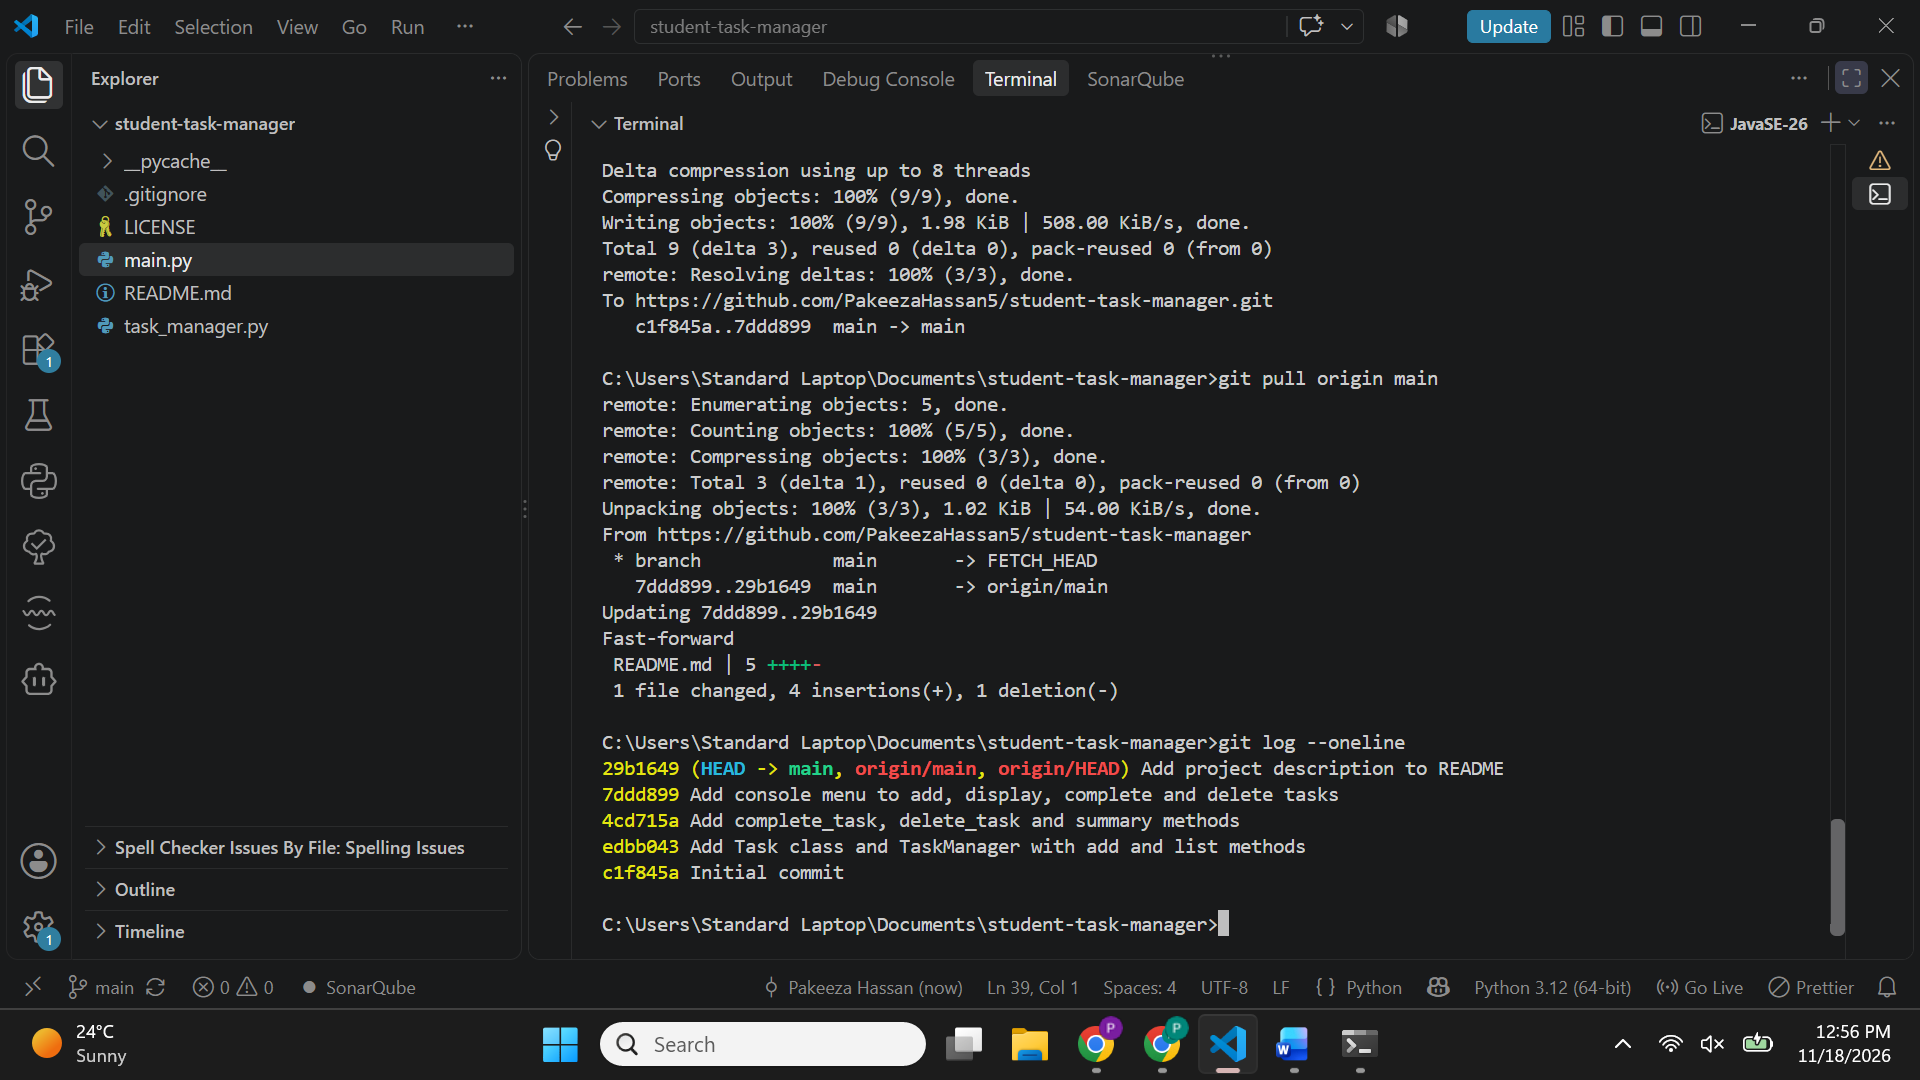 File Edit Selection View Go Run ···
student-task-manager
Update
Explorer
student-task-manager
__pycache__
.gitignore
LICENSE
main.py
README.md
task_manager.py
Spell Checker Issues By File: Spelling Issues
Outline
Timeline
1
1
Problems Ports Output Debug Console Terminal SonarQube
Terminal
JavaSE-26
Delta compression using up to 8 threads
Compressing objects: 100% (9/9), done.
Writing objects: 100% (9/9), 1.98 KiB | 508.00 KiB/s, done.
Total 9 (delta 3), reused 0 (delta 0), pack-reused 0 (from 0)
remote: Resolving deltas: 100% (3/3), done.
To https://github.com/PakeezaHassan5/student-task-manager.git
   c1f845a..7ddd899  main -> main
C:\Users\Standard Laptop\Documents\student-task-manager>git pull origin main
remote: Enumerating objects: 5, done.
remote: Counting objects: 100% (5/5), done.
remote: Compressing objects: 100% (3/3), done.
remote: Total 3 (delta 1), reused 0 (delta 0), pack-reused 0 (from 0)
Unpacking objects: 100% (3/3), 1.02 KiB | 54.00 KiB/s, done.
From https://github.com/PakeezaHassan5/student-task-manager
 * branch            main       -> FETCH_HEAD
   7ddd899..29b1649  main       -> origin/main
Updating 7ddd899..29b1649
Fast-forward
 README.md | 5 ++++-
 1 file changed, 4 insertions(+), 1 deletion(-)
C:\Users\Standard Laptop\Documents\student-task-manager>git log --oneline
29b1649 (HEAD -> main, origin/main, origin/HEAD) Add project description to README
7ddd899 Add console menu to add, display, complete and delete tasks
4cd715a Add complete_task, delete_task and summary methods
edbb043 Add Task class and TaskManager with add and list methods
c1f845a Initial commit
C:\Users\Standard Laptop\Documents\student-task-manager>
main 0 0 SonarQube Pakeeza Hassan (now) Ln 39, Col 1 Spaces: 4 UTF-8 LF { } Python Python 3.12 (64-bit) Go Live Prettier
24°C
Sunny
Search
P
P
W
12:56 PM
11/18/2026